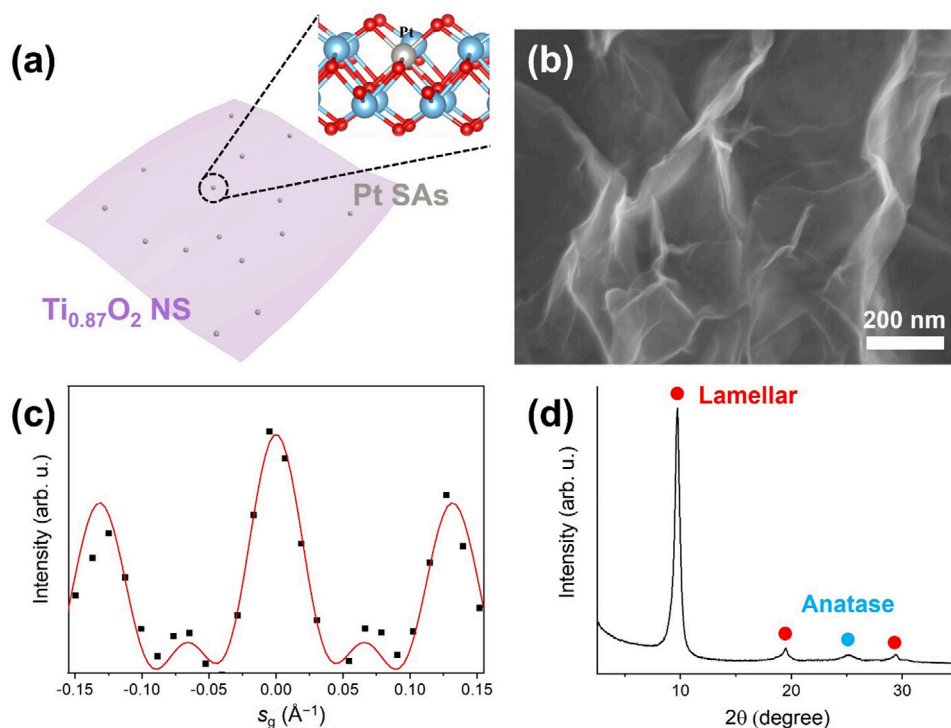 (a)
Pt
Pt SAs
Ti₀.₈₇O₂ NS
(b)
200 nm
(c)
Intensity (arb. u.)
-0.15 -0.10 -0.05 0.00 0.05 0.10 0.15
s_g (Å⁻¹)
(d)
Lamellar
Anatase
Intensity (arb. u.)
10 20 30
2θ (degree)